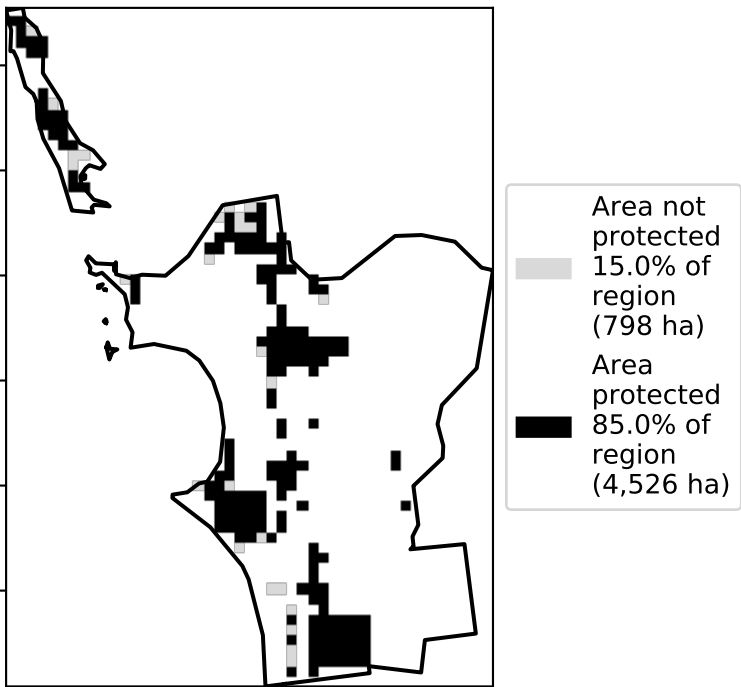 Area not
protected
15.0% of
region
(798 ha)
Area
protected
85.0% of
region
(4,526 ha)